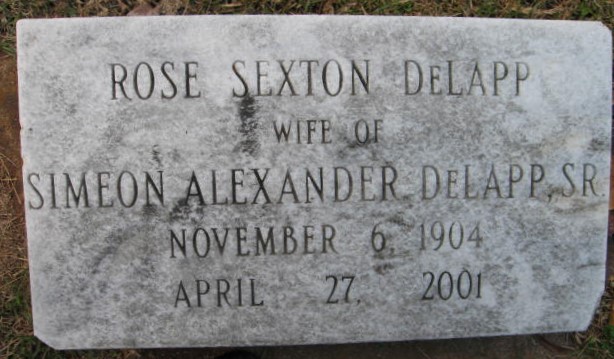 ROSE SEXTON DeLAPP
WIFE OF
SIMEON ALEXANDER DeLAPP, SR.
NOVEMBER 6, 1904
APRIL 27, 2001